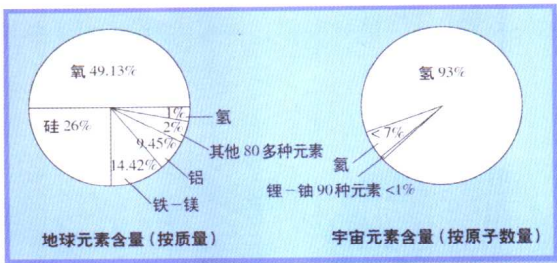 氧 49.13%
硅 26%
1%
氢
2%
其他 80 多种元素
9.45%
铝
14.42%
铁-镁
地球元素含量(按质量)
氢 93%
<7%
氦
锂-铀 90种元素 <1%
宇宙元素含量(按原子数量)